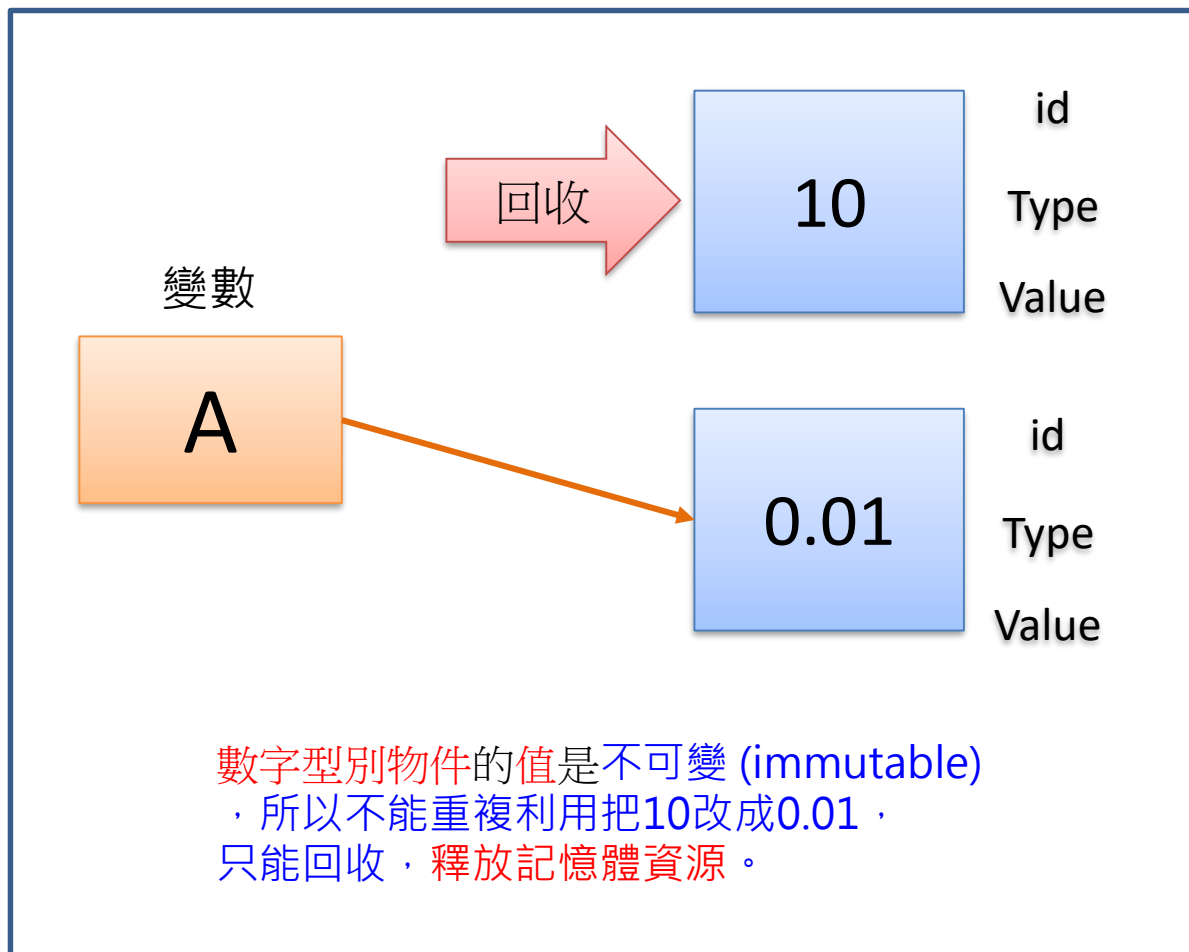 id
回收
10
Type
變數
Value
A
id
0.01
Type
Value
數字型別物件的值是不可變 (immutable)
，所以不能重複利用把10改成0.01，
只能回收，釋放記憶體資源。